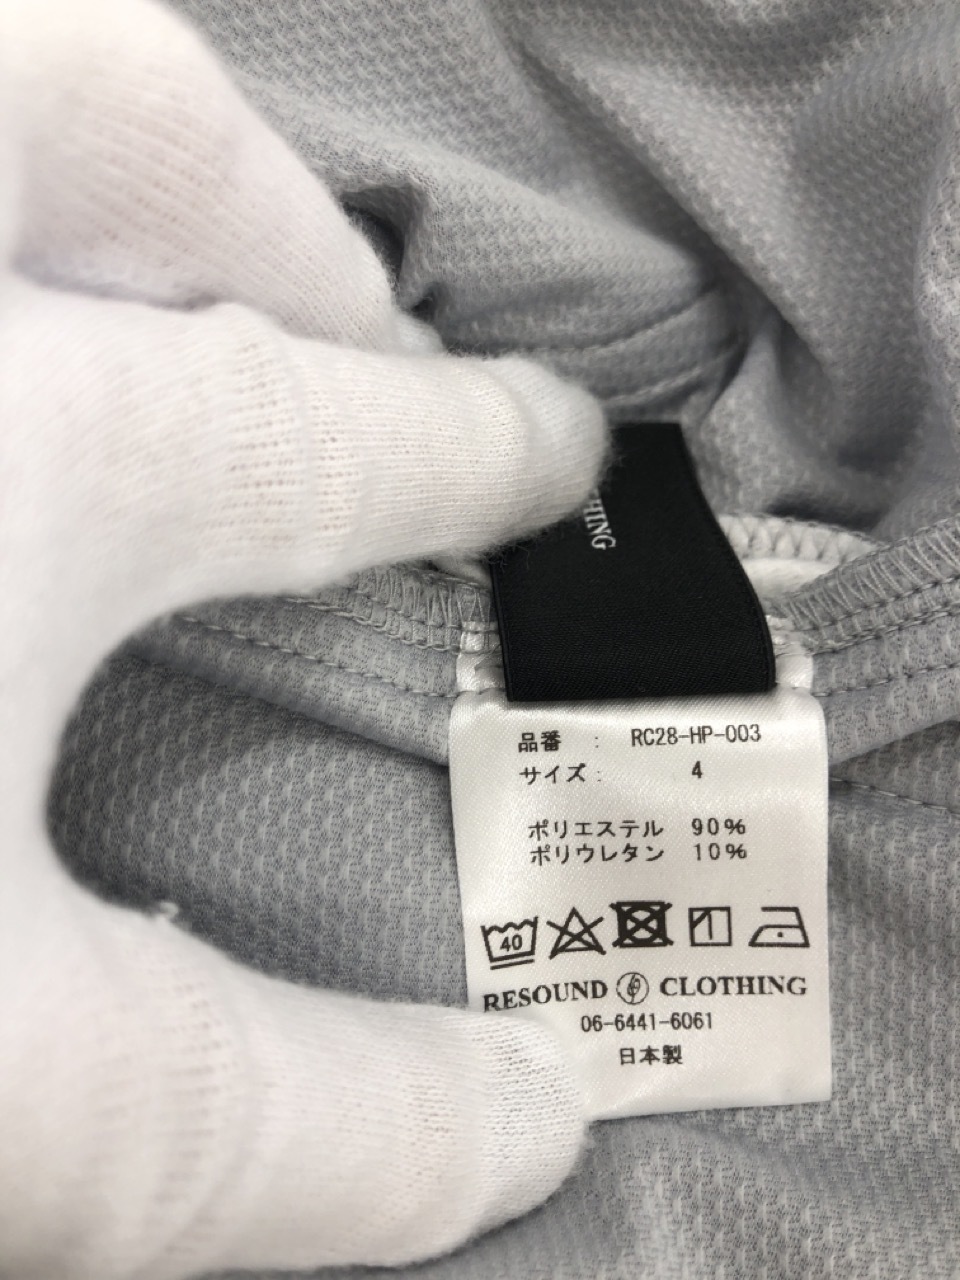 HING
品番 : RC28-HP-003
サイズ: 4
ポリエステル 90%
ポリウレタン 10%
40
RESOUND CLOTHING
06-6441-6061
日本製